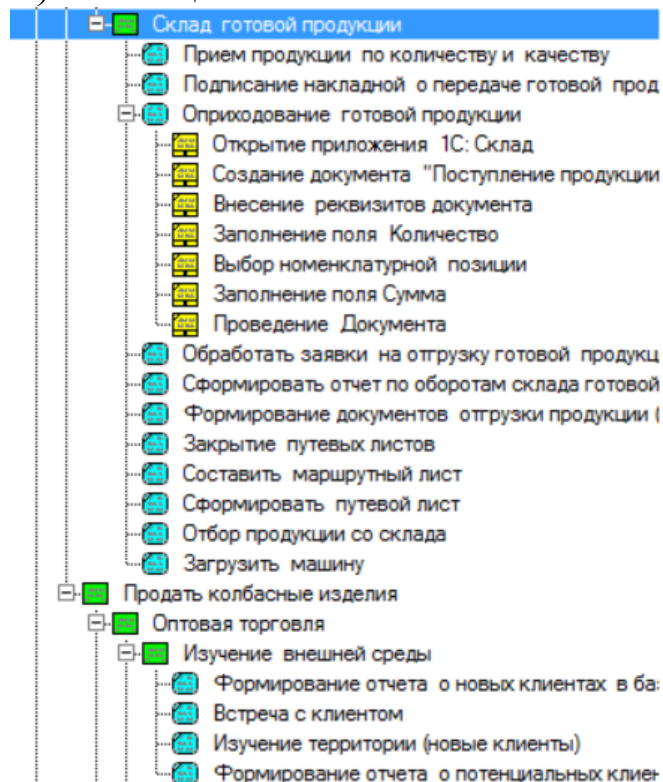 Склад готовой продукции
Прием продукции по количеству и качеству
Подписание накладной о передаче готовой прод
Оприходование готовой продукции
Открытие приложения 1С: Склад
Создание документа "Поступление продукции
Внесение реквизитов документа
Заполнение поля Количество
Выбор номенклатурной позиции
Заполнение поля Сумма
Проведение Документа
Обработать заявки на отгрузку готовой продукц
Сформировать отчет по оборотам склада готовой
Формирование документов отгрузки продукции (
Закрытие путевых листов
Составить маршрутный лист
Сформировать путевой лист
Отбор продукции со склада
Загрузить машину
Продать колбасные изделия
Оптовая торговля
Изучение внешней среды
Формирование отчета о новых клиентах в ба
Встреча с клиентом
Изучение территории (новые клиенты)
Формирование отчета о потенциальных клие